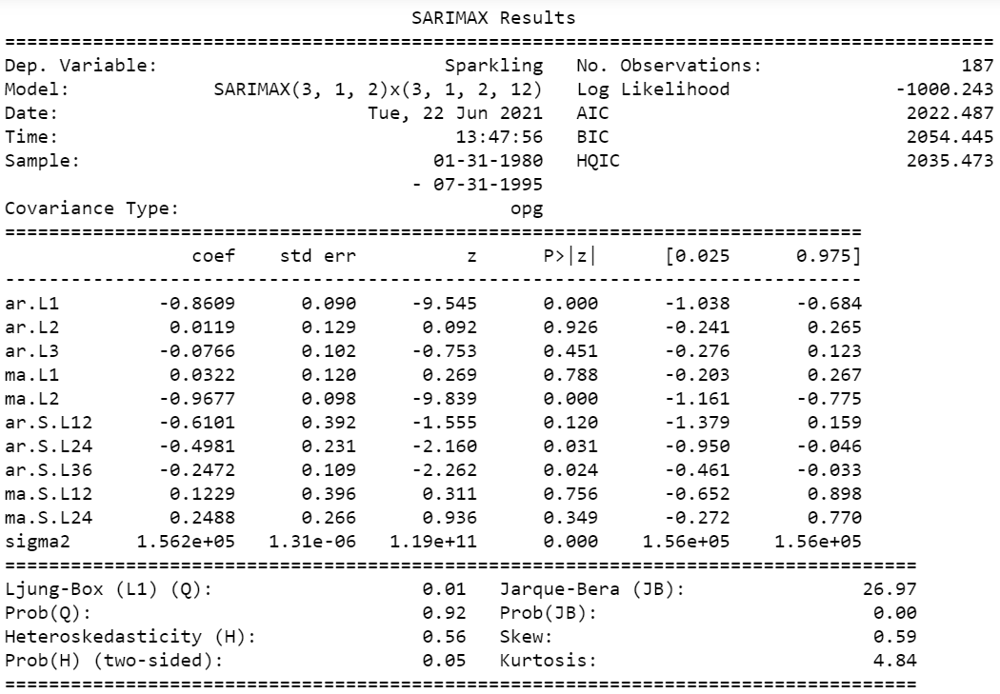 SARIMAX Results
==========================================================================================
Dep. Variable:                          Sparkling   No. Observations:                  187
Model:             SARIMAX(3, 1, 2)x(3, 1, 2, 12)   Log Likelihood               -1000.243
Date:                            Tue, 22 Jun 2021   AIC                           2022.487
Time:                                    13:47:56   BIC                           2054.445
Sample:                                01-31-1980   HQIC                          2035.473
                                     - 07-31-1995
Covariance Type:                              opg
==============================================================================
                 coef    std err          z      P>|z|      [0.025      0.975]
------------------------------------------------------------------------------
ar.L1         -0.8609      0.090     -9.545      0.000      -1.038      -0.684
ar.L2          0.0119      0.129      0.092      0.926      -0.241       0.265
ar.L3         -0.0766      0.102     -0.753      0.451      -0.276       0.123
ma.L1          0.0322      0.120      0.269      0.788      -0.203       0.267
ma.L2         -0.9677      0.098     -9.839      0.000      -1.161      -0.775
ar.S.L12      -0.6101      0.392     -1.555      0.120      -1.379       0.159
ar.S.L24      -0.4981      0.231     -2.160      0.031      -0.950      -0.046
ar.S.L36      -0.2472      0.109     -2.262      0.024      -0.461      -0.033
ma.S.L12       0.1229      0.396      0.311      0.756      -0.652       0.898
ma.S.L24       0.2488      0.266      0.936      0.349      -0.272       0.770
sigma2      1.562e+05   1.31e-06   1.19e+11      0.000    1.56e+05    1.56e+05
===================================================================================
Ljung-Box (L1) (Q):                   0.01   Jarque-Bera (JB):                26.97
Prob(Q):                              0.92   Prob(JB):                         0.00
Heteroskedasticity (H):               0.56   Skew:                             0.59
Prob(H) (two-sided):                  0.05   Kurtosis:                         4.84
===================================================================================